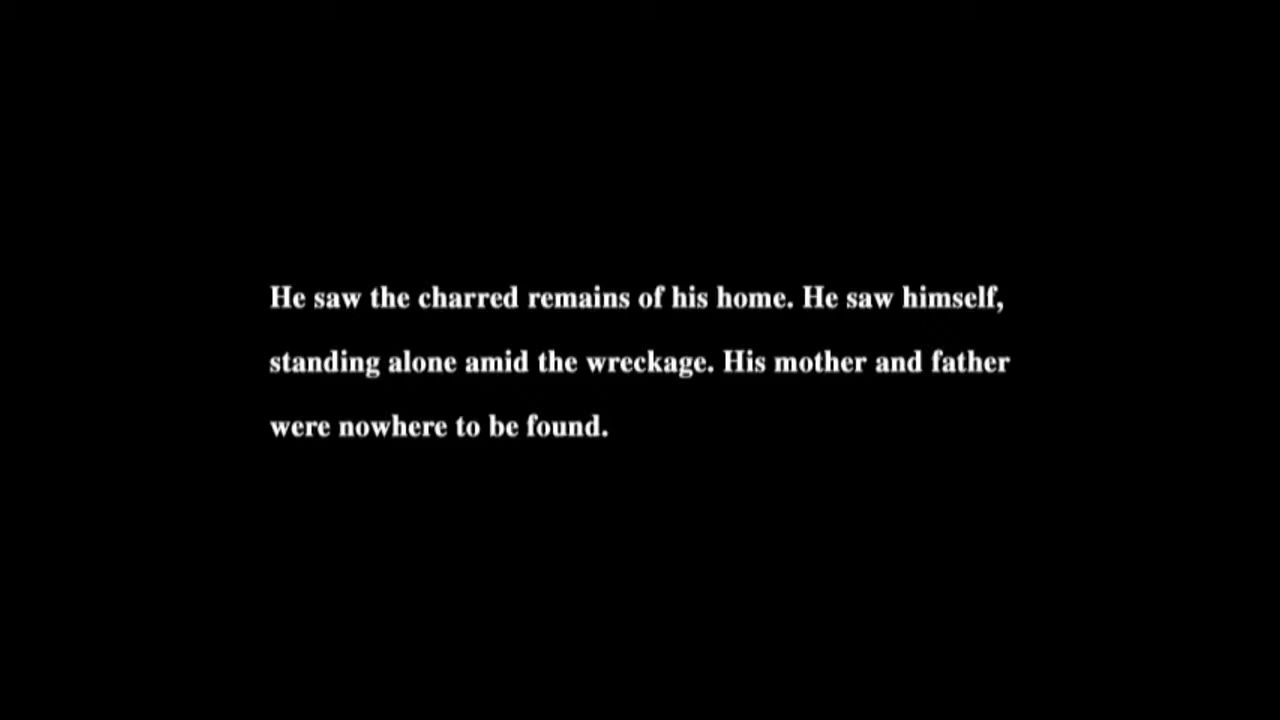 He saw the charred remains of his home. He saw himself,
standing alone amid the wreckage. His mother and father
were nowhere to be found.